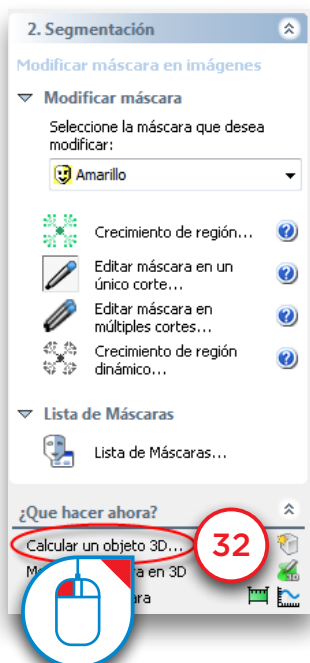 2. Segmentación
Modificar máscara en imágenes
Modificar máscara
Seleccione la máscara que desea
modificar:
Amarillo
Crecimiento de región...
Editar máscara en un
único corte...
Editar máscara en
múltiples cortes...
Crecimiento de región
dinámico...
Lista de Máscaras
Lista de Máscaras...
¿Que hacer ahora?
Calcular un objeto 3D...
32
en 3D